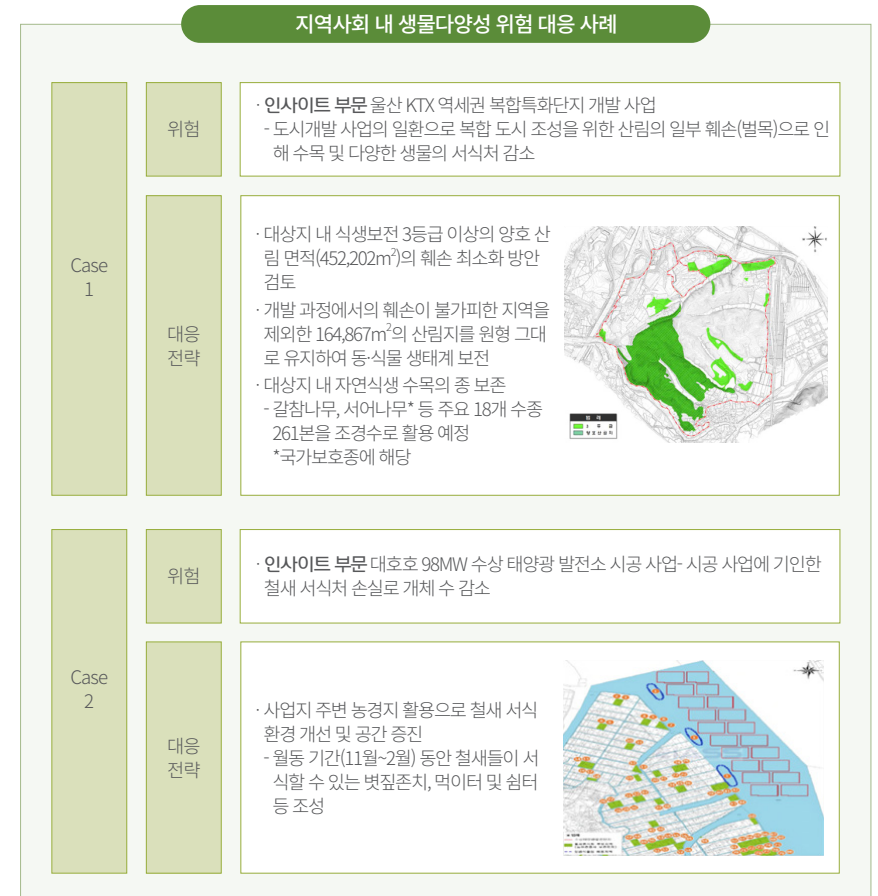 지역사회 내 생물다양성 위험 대응 사례
Case
1
위험
· 인사이트 부문 울산 KTX 역세권 복합특화단지 개발 사업
- 도시개발 사업의 일환으로 복합 도시 조성을 위한 산림의 일부 훼손(벌목)으로 인
해 수목 및 다양한 생물의 서식처 감소
대응
전략
· 대상지 내 식생보전 3등급 이상의 양호 산
림 면적(452,202m²)의 훼손 최소화 방안
검토
· 개발 과정에서의 훼손이 불가피한 지역을
제외한 164,867m²의 산림지를 원형 그대
로 유지하여 동·식물 생태계 보전
· 대상지 내 자연식생 수목의 종 보존
- 갈참나무, 서어나무* 등 주요 18개 수종
261본을 조경수로 활용 예정
*국가보호종에 해당
범 례
Case
2
위험
· 인사이트 부문 대호호 98MW 수상 태양광 발전소 시공 사업- 시공 사업에 기인한
철새 서식처 손실로 개체 수 감소
대응
전략
· 사업지 주변 농경지 활용으로 철새 서식
환경 개선 및 공간 증진
- 월동 기간(11월~2월) 동안 철새들이 서
식할 수 있는 볏짚존치, 먹이터 및 쉼터
등 조성